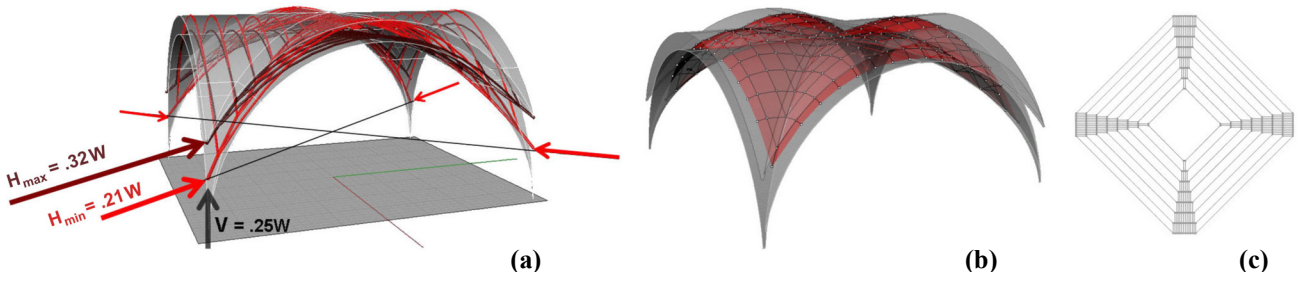 H_max = .32W
H_min = .21W
V = .25W
(a)
(b)
(c)